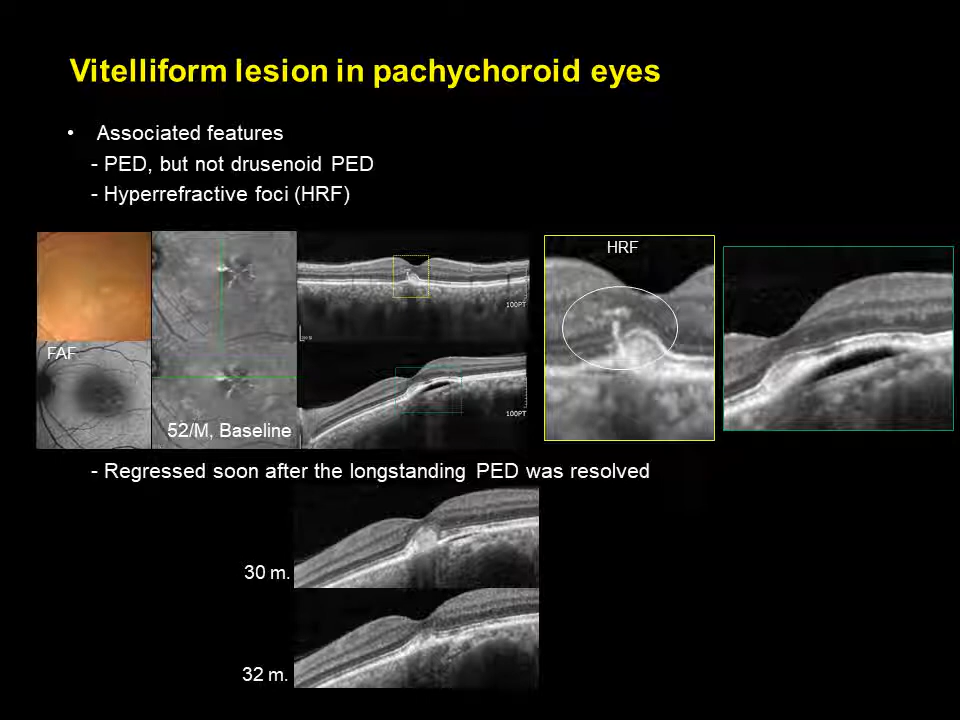 Vitelliform lesion in pachychoroid eyes
• Associated features
- PED, but not drusenoid PED
- Hyperrefractive foci (HRF)
HRF
100PT
FAF
100PT
52/M, Baseline
- Regressed soon after the longstanding PED was resolved
30 m.
32 m.